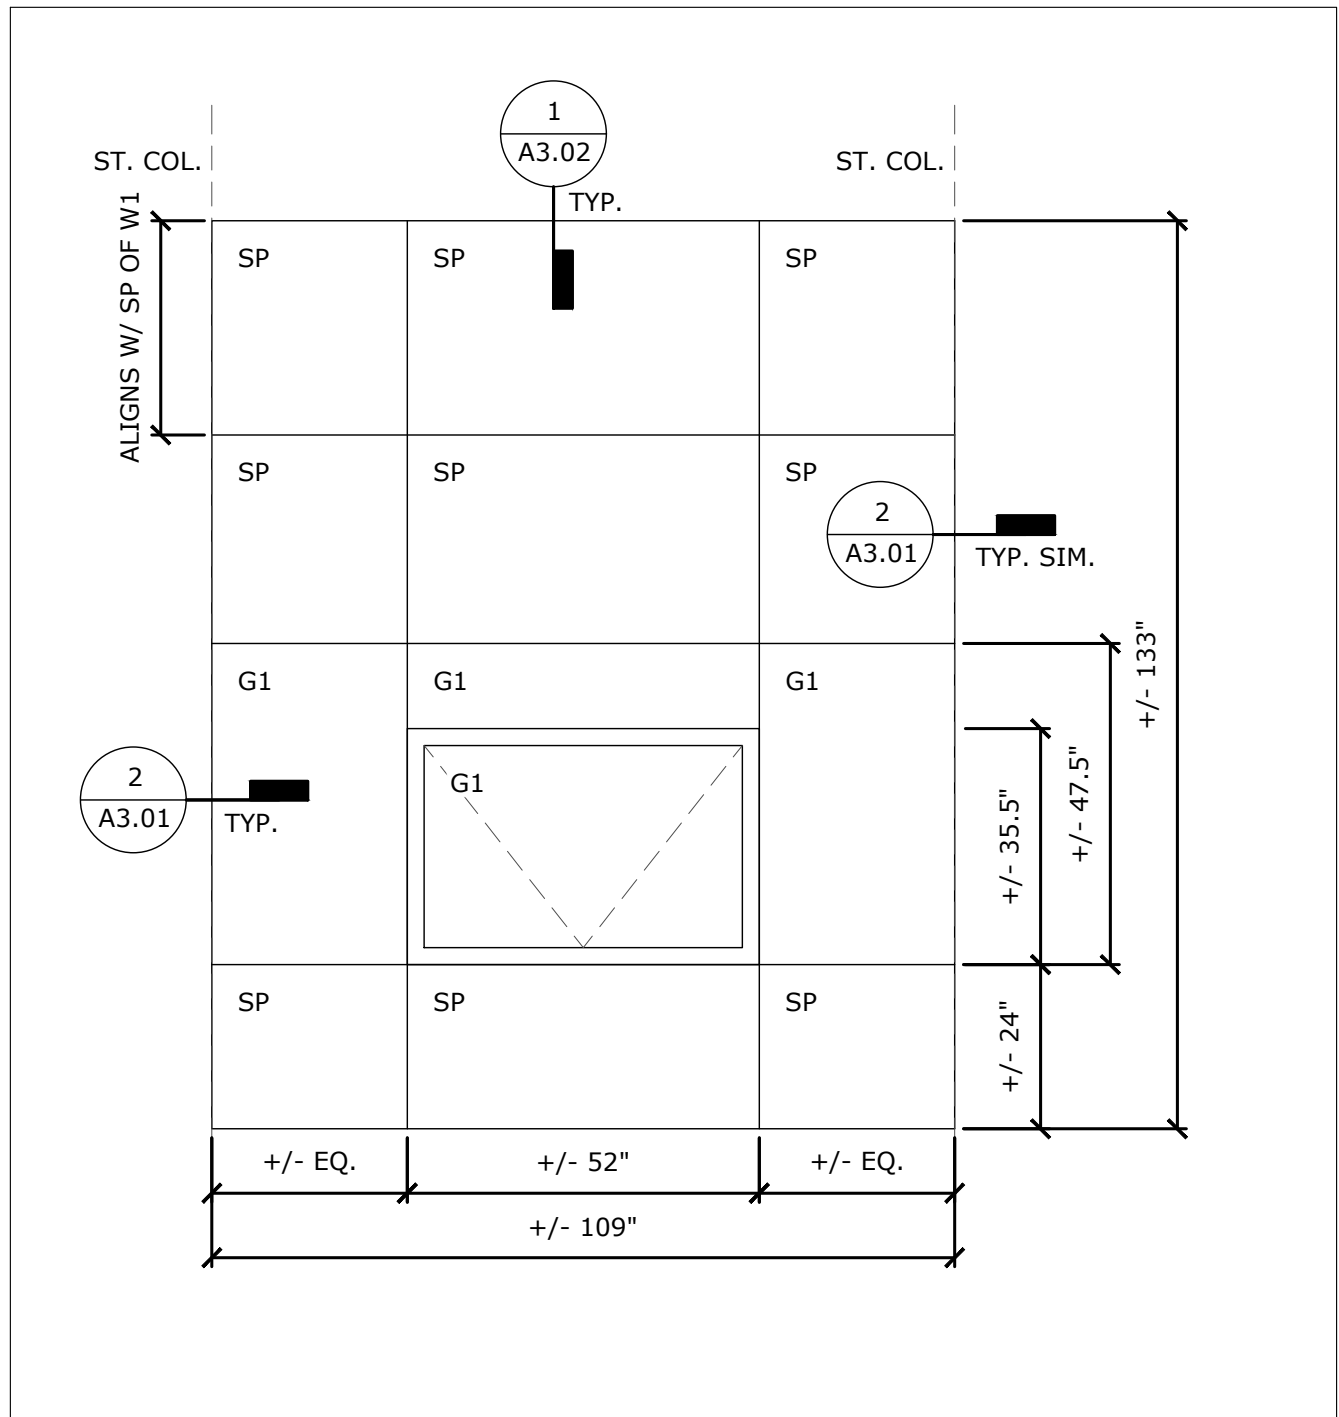 1
A3.02
ST. COL.
ST. COL.
TYP.
ALIGNS W/ SP OF W1
SP
SP
SP
SP
SP
SP
2
A3.01
TYP. SIM.
+/- 133"
G1
G1
G1
+/- 47.5"
+/- 35.5"
G1
2
A3.01
TYP.
SP
SP
SP
+/- 24"
+/- EQ.
+/- 52"
+/- EQ.
+/- 109"